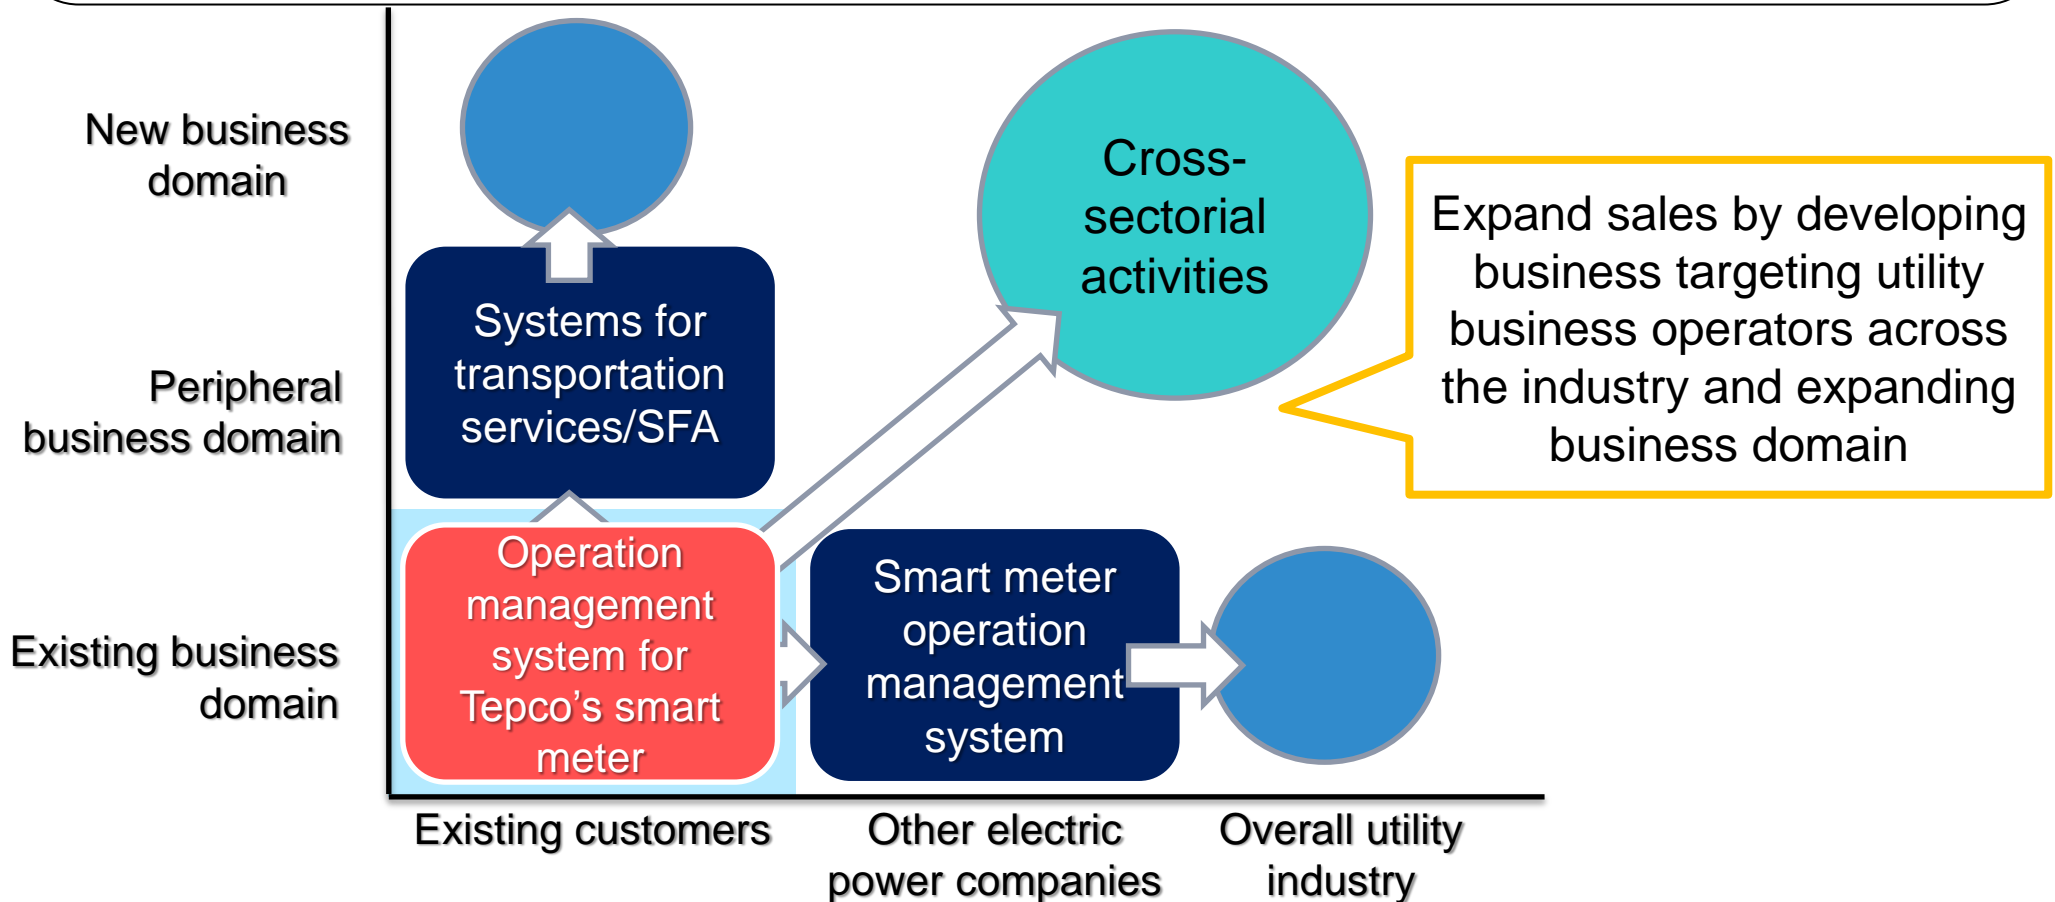 New business
domain
Peripheral
business domain
Existing business
domain
Systems for
transportation
services/SFA
Operation
management
system for
Tepco’s smart
meter
Smart meter
operation
management
system
Cross-
sectorial
activities
Expand sales by developing
business targeting utility
business operators across
the industry and expanding
business domain
Existing customers
Other electric
power companies
Overall utility
industry